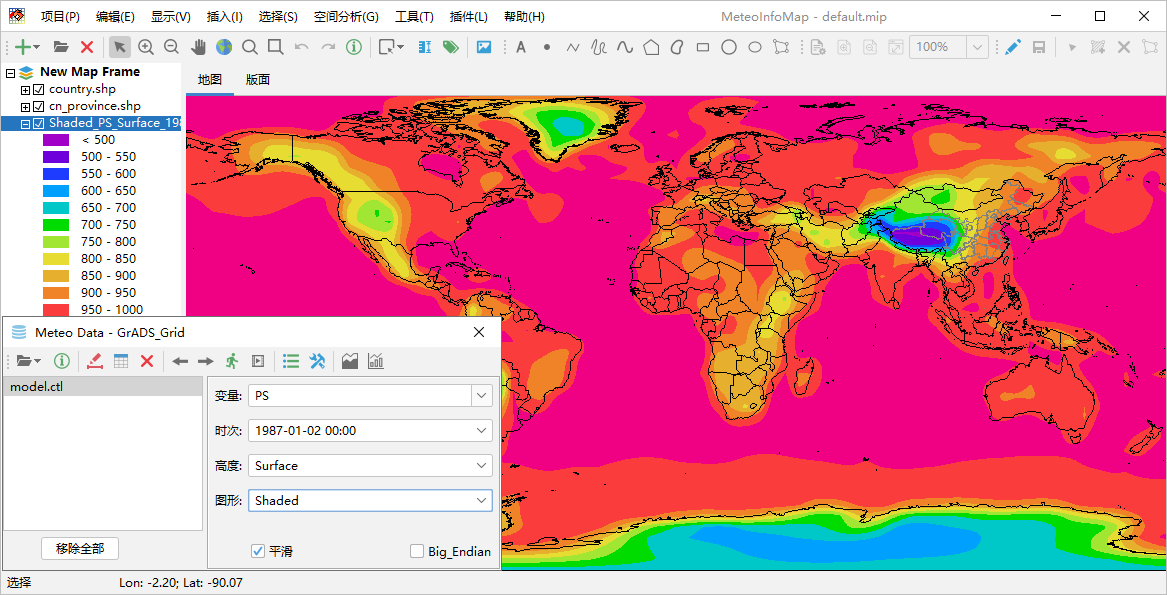 MeteoInfoMap - default.mip
项目(P) 编辑(E) 显示(V) 插入(I) 选择(S) 空间分析(G) 工具(T) 插件(L) 帮助(H)
A 100%
New Map Frame
country.shp
cn_province.shp
Shaded_PS_Surface_198
< 500
500 - 550
550 - 600
600 - 650
650 - 700
700 - 750
750 - 800
800 - 850
850 - 900
900 - 950
950 - 1000
地图 版面
Meteo Data - GrADS_Grid
model.ctl
移除全部
变量: PS
时次: 1987-01-02 00:00
高度: Surface
图形: Shaded
平滑 Big_Endian
选择 Lon: -2.20; Lat: -90.07